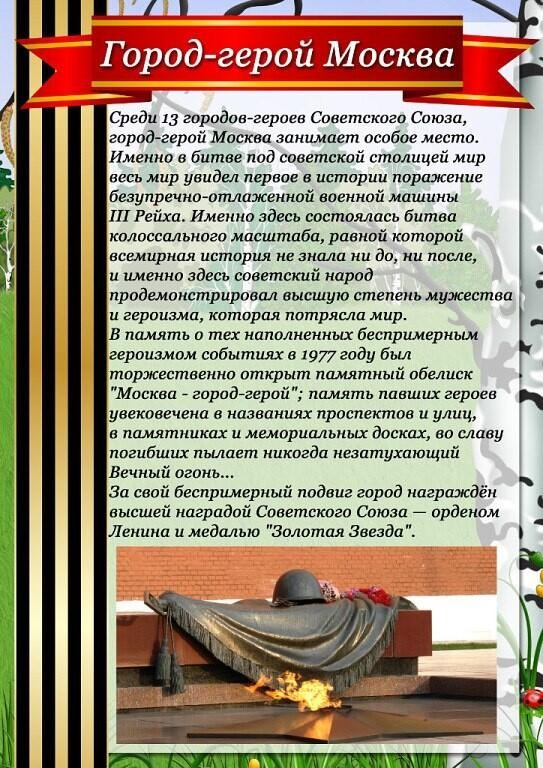 Город-герой Москва
Среди 13 городов-героев Советского Союза,
город-герой Москва занимает особое место.
Именно в битве под советской столицей мир
весь мир увидел первое в истории поражение
безупречно-отлаженной военной машины
III Рейха. Именно здесь состоялась битва
колоссального масштаба, равной которой
всемирная история не знала ни до, ни после,
и именно здесь советский народ
продемонстрировал высшую степень мужества
и героизма, которая потрясла мир.
В память о тех наполненных беспримерным
героизмом событиях в 1977 году был
торжественно открыт памятный обелиск
"Москва - город-герой"; память павших героев
увековечена в названиях проспектов и улиц,
в памятниках и мемориальных досках, во славу
погибших пылает никогда незатухающий
Вечный огонь...
За свой беспримерный подвиг город награждён
высшей наградой Советского Союза — орденом
Ленина и медалью "Золотая Звезда".